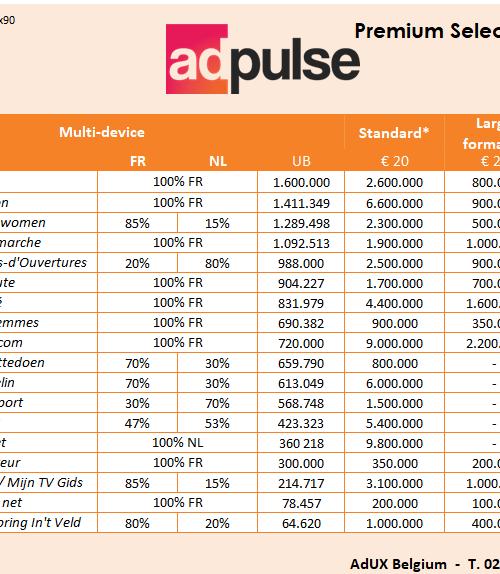 x90
Premium Selec
adpulse
Multi-device Standard* Larg
forma
FR NL UB € 20 € 2
100% FR 1.600.000 2.600.000 800.0
on 100% FR 1.411.349 6.600.000 900.0
women 85% 15% 1.289.498 2.300.000 500.0
marche 100% FR 1.092.513 1.900.000 1.000.
s-d'Ouvertures 20% 80% 988.000 2.500.000 900.0
ute 100% FR 904.227 1.700.000 700.0
é 100% FR 831.979 4.400.000 1.600.
emmes 100% FR 690.382 900.000 350.0
com 100% FR 720.000 9.000.000 2.200.
ttedoen 70% 30% 659.790 800.000 -
lin 70% 30% 613.049 6.000.000 -
port 30% 70% 568.748 1.500.000 -
47% 53% 423.323 5.400.000 -
t 100% NL 360 218 9.800.000 -
eur 100% FR 300.000 350.000 200.0
/ Mijn TV Gids 85% 15% 214.717 3.100.000 1.000.
net 100% FR 78.457 200.000 100.0
oring In't Veld 80% 20% 64.620 1.000.000 400.0
AdUX Belgium - T. 02